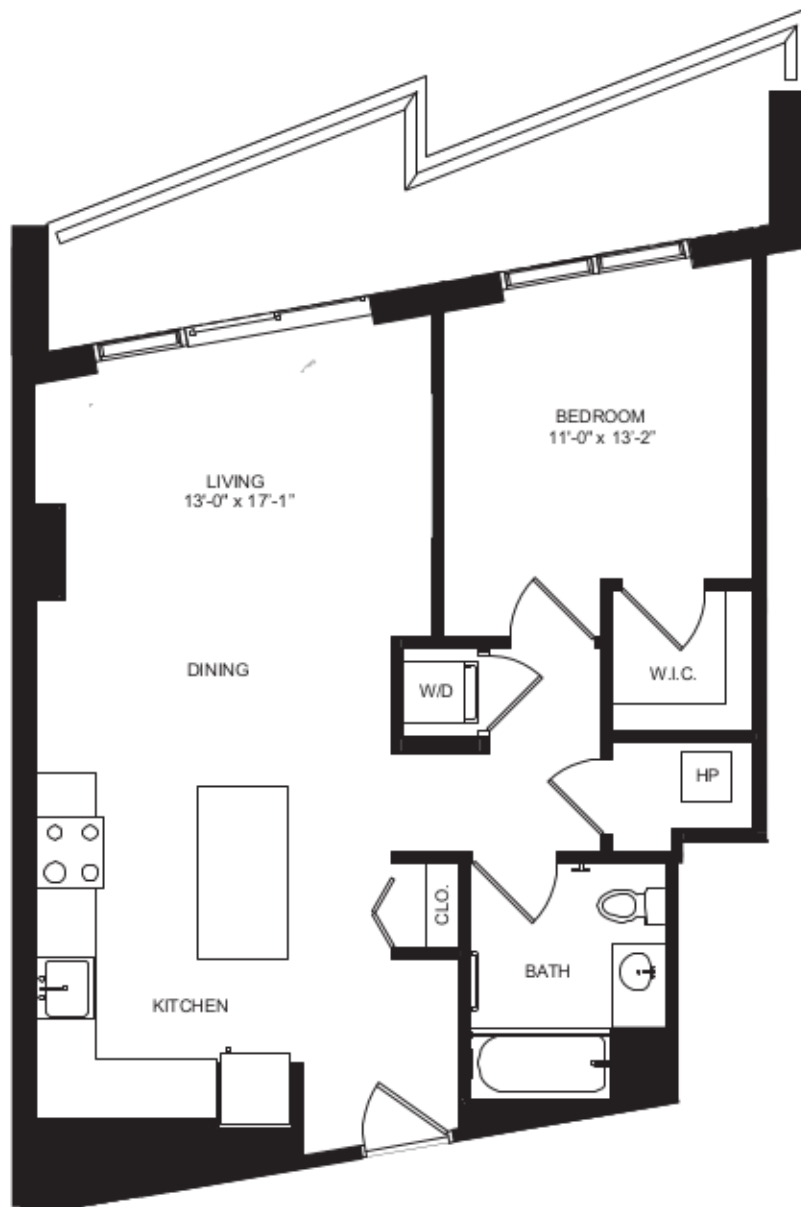 BEDROOM
11'-0" x 13'-2"
LIVING
13'-0" x 17'-1"
DINING
W/D
W.I.C.
HP
CLO.
BATH
KITCHEN